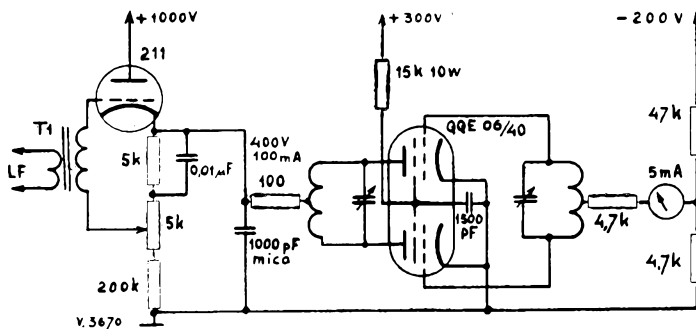 +1000V
211
T1
LF
5k
0,01µF
5k
200k
V.3670
400V
100mA
100
1000pF
mica
+300V
15k 10W
QQE 06/40
1500
PF
-200V
47k
5mA
4,7k
4,7k